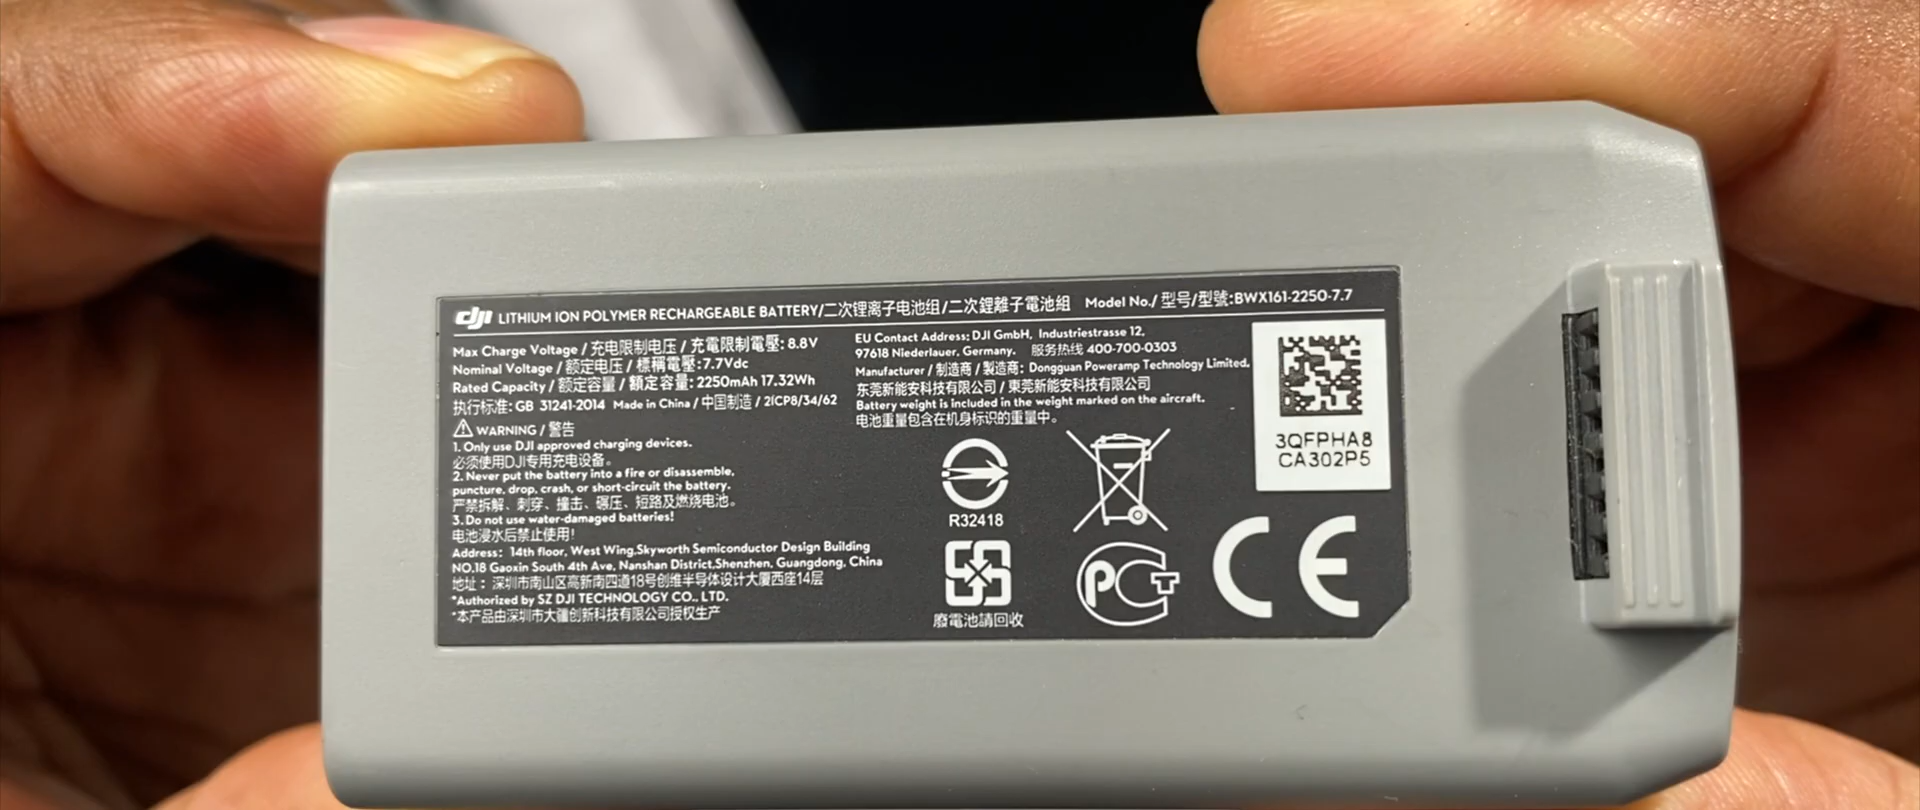 dji LITHIUM ION POLYMER RECHARGEABLE BATTERY/二次锂离子电池组/二次鋰離子電池組 Model No./ 型号/型號:BWX161-2250-7.7
Max Charge Voltage / 充电限制电压 / 充電限制電壓: 8.8V
Nominal Voltage / 额定电压 / 標稱電壓:7.7Vdc
Rated Capacity / 额定容量 / 額定容量: 2250mAh 17.32Wh
执行标准: GB 31241-2014 Made in China / 中国制造 / 2ICP8/34/62
WARNING / 警告
1. Only use DJI approved charging devices.
必须使用DJI专用充电设备。
2. Never put the battery into a fire or disassemble,
puncture, drop, crash, or short-circuit the battery.
严禁拆解、刺穿、撞击、碾压、短路及燃烧电池。
3. Do not use water-damaged batteries!
电池浸水后禁止使用!
Address: 14th floor, West Wing.Skyworth Semiconductor Design Building
NO.18 Gaoxin South 4th Ave, Nanshan District.Shenzhen, Guangdong, China
地址: 深圳市南山区高新南四道18号创维半导体设计大厦西座14层
*Authorized by SZ DJI TECHNOLOGY CO., LTD.
*本产品由深圳市大疆创新科技有限公司授权生产
EU Contact Address: DJI GmbH, Industriestrasse 12,
97618 Niederlauer, Germany. 服务热线 400-700-0303
Manufacturer / 制造商 / 製造商: Dongguan Poweramp Technology Limited.
东莞新能安科技有限公司 / 東莞新能安科技有限公司
Battery weight is included in the weight marked on the aircraft.
电池重量包含在机身标识的重量中。
R32418
廢電池請回收
PCT
CE
3QFPHA8
CA302P5